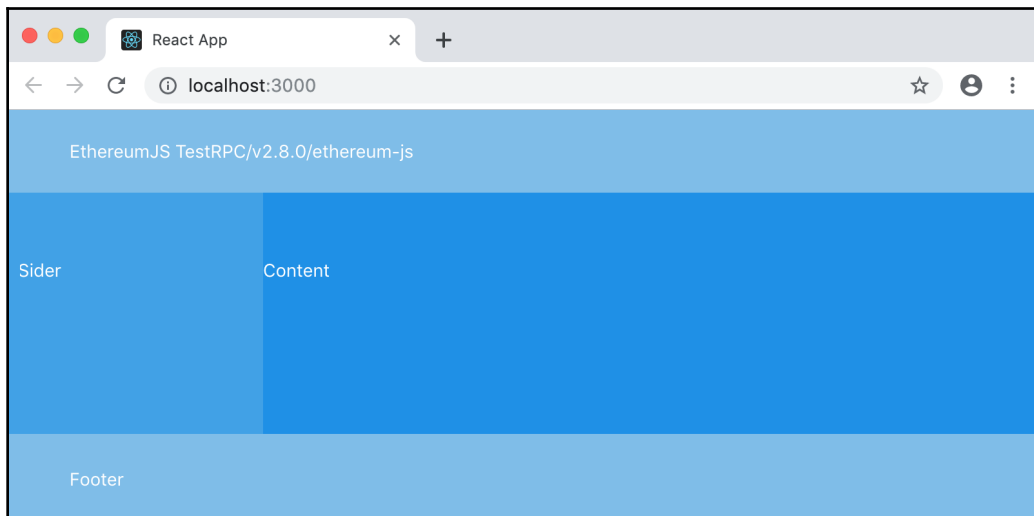 React App
localhost:3000
EthereumJS TestRPC/v2.8.0/ethereum-js
Sider
Content
Footer